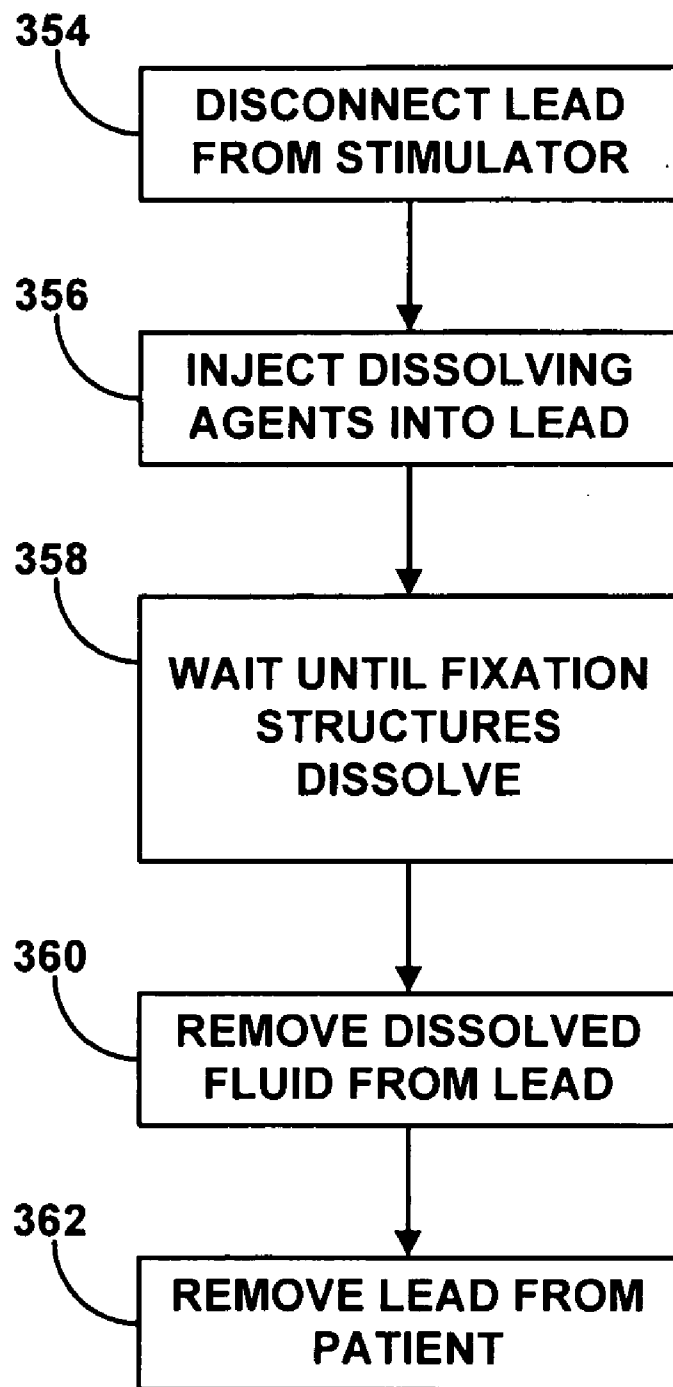 354
DISCONNECT LEAD
FROM STIMULATOR
356
INJECT DISSOLVING
AGENTS INTO LEAD
358
WAIT UNTIL FIXATION
STRUCTURES
DISSOLVE
360
REMOVE DISSOLVED
FLUID FROM LEAD
362
REMOVE LEAD FROM
PATIENT